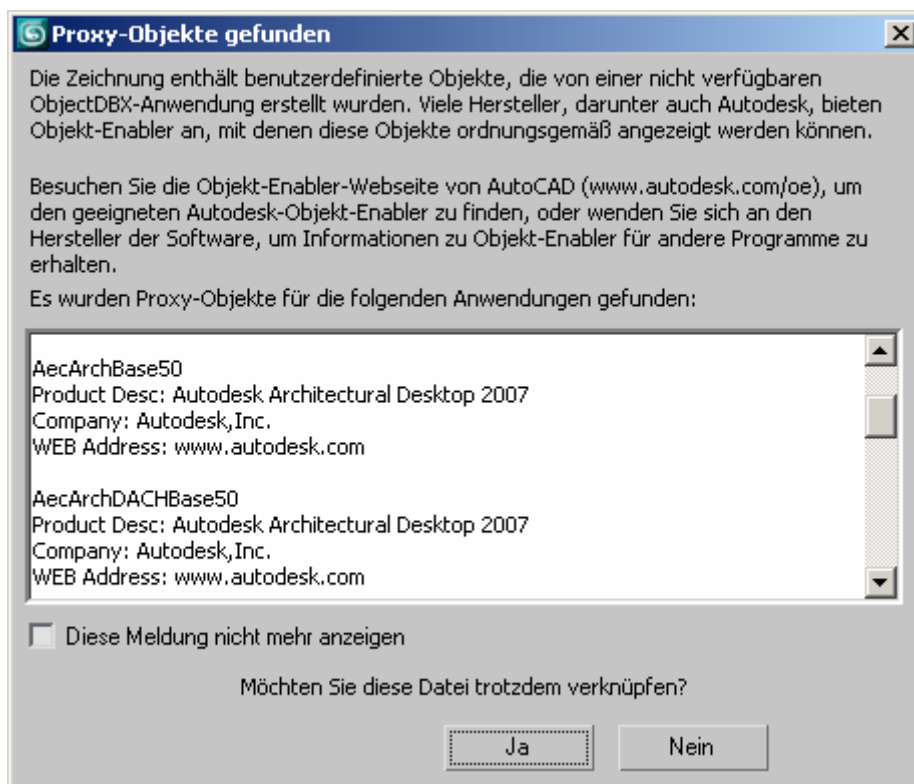 Proxy-Objekte gefunden
Die Zeichnung enthält benutzerdefinierte Objekte, die von einer nicht verfügbaren
ObjectDBX-Anwendung erstellt wurden. Viele Hersteller, darunter auch Autodesk, bieten
Objekt-Enabler an, mit denen diese Objekte ordnungsgemäß angezeigt werden können.
Besuchen Sie die Objekt-Enabler-Webseite von AutoCAD (www.autodesk.com/oe), um
den geeigneten Autodesk-Objekt-Enabler zu finden, oder wenden Sie sich an den
Hersteller der Software, um Informationen zu Objekt-Enabler für andere Programme zu
erhalten.
Es wurden Proxy-Objekte für die folgenden Anwendungen gefunden:
AecArchBase50
Product Desc: Autodesk Architectural Desktop 2007
Company: Autodesk,Inc.
WEB Address: www.autodesk.com
AecArchDACHBase50
Product Desc: Autodesk Architectural Desktop 2007
Company: Autodesk,Inc.
WEB Address: www.autodesk.com
Diese Meldung nicht mehr anzeigen
Möchten Sie diese Datei trotzdem verknüpfen?
Ja
Nein